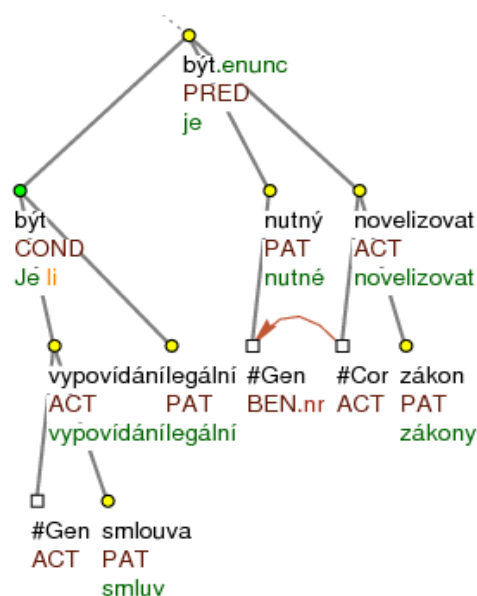 být.enunc
PRED
je
být
COND
Je li
nutný
PAT
nutné
novelizovat
ACT
novelizovat
vypovídání
ACT
vypovídání
legální
PAT
legální
#Gen
BEN.nr
#Cor
ACT
zákon
PAT
zákony
#Gen
ACT
smlouva
PAT
smluv